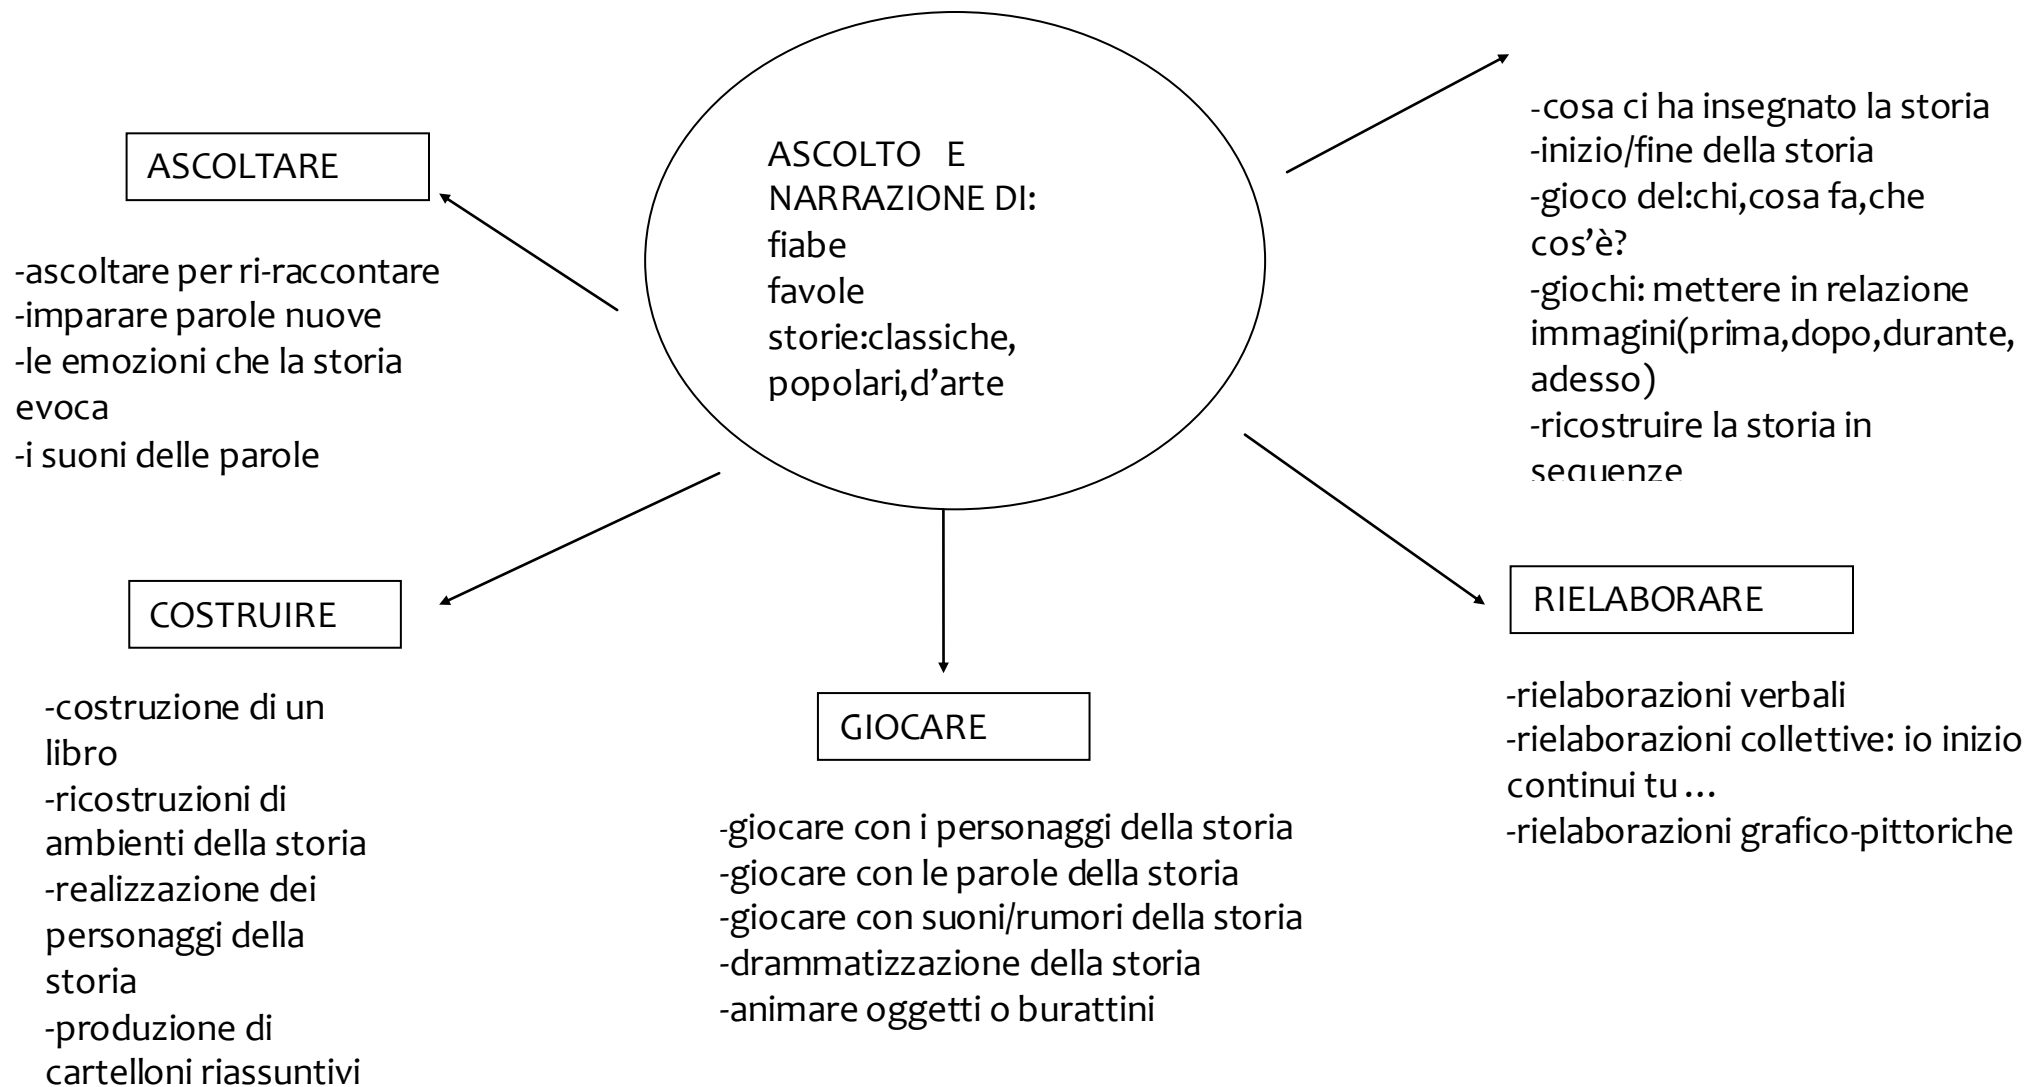 ASCOLTO E
NARRAZIONE DI:
fiabe
favole
storie:classiche,
popolari,d’arte
ASCOLTARE
-ascoltare per ri-raccontare
-imparare parole nuove
-le emozioni che la storia
evoca
-i suoni delle parole
-cosa ci ha insegnato la storia
-inizio/fine della storia
-gioco del:chi,cosa fa,che
cos’è?
-giochi: mettere in relazione
immagini(prima,dopo,durante,
adesso)
-ricostruire la storia in
sequenze
COSTRUIRE
-costruzione di un
libro
-ricostruzioni di
ambienti della storia
-realizzazione dei
personaggi della
storia
-produzione di
cartelloni riassuntivi
GIOCARE
-giocare con i personaggi della storia
-giocare con le parole della storia
-giocare con suoni/rumori della storia
-drammatizzazione della storia
-animare oggetti o burattini
RIELABORARE
-rielaborazioni verbali
-rielaborazioni collettive: io inizio
continui tu …
-rielaborazioni grafico-pittoriche